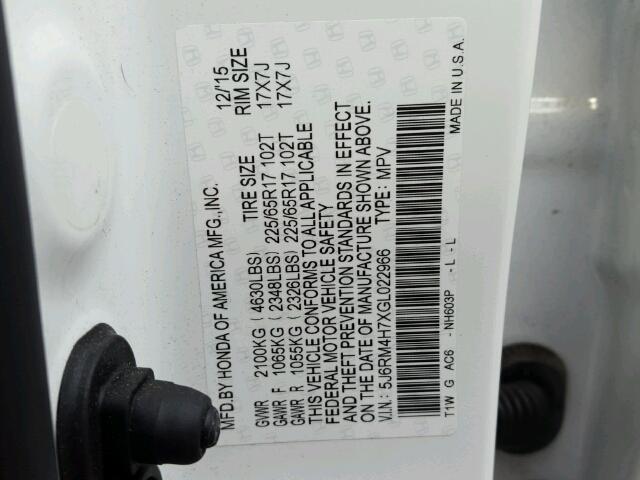 MFD.BY HONDA OF AMERICA MFG.,INC. 12/'15
TIRE SIZE RIM SIZE
GVWR 2100KG (4630LBS)
GAWR F 1065KG (2348LBS) 225/65R17 102T 17X7J
GAWR R 1055KG (2326LBS) 225/65R17 102T 17X7J
THIS VEHICLE CONFORMS TO ALL APPLICABLE
FEDERAL MOTOR VEHICLE SAFETY
AND THEFT PREVENTION STANDARDS IN EFFECT
ON THE DATE OF MANUFACTURE SHOWN ABOVE.
V.I.N.: 5J6RM4H7XGL022966 TYPE: MPV
T1W G AC6 -NH603P -L -L MADE IN U.S.A.